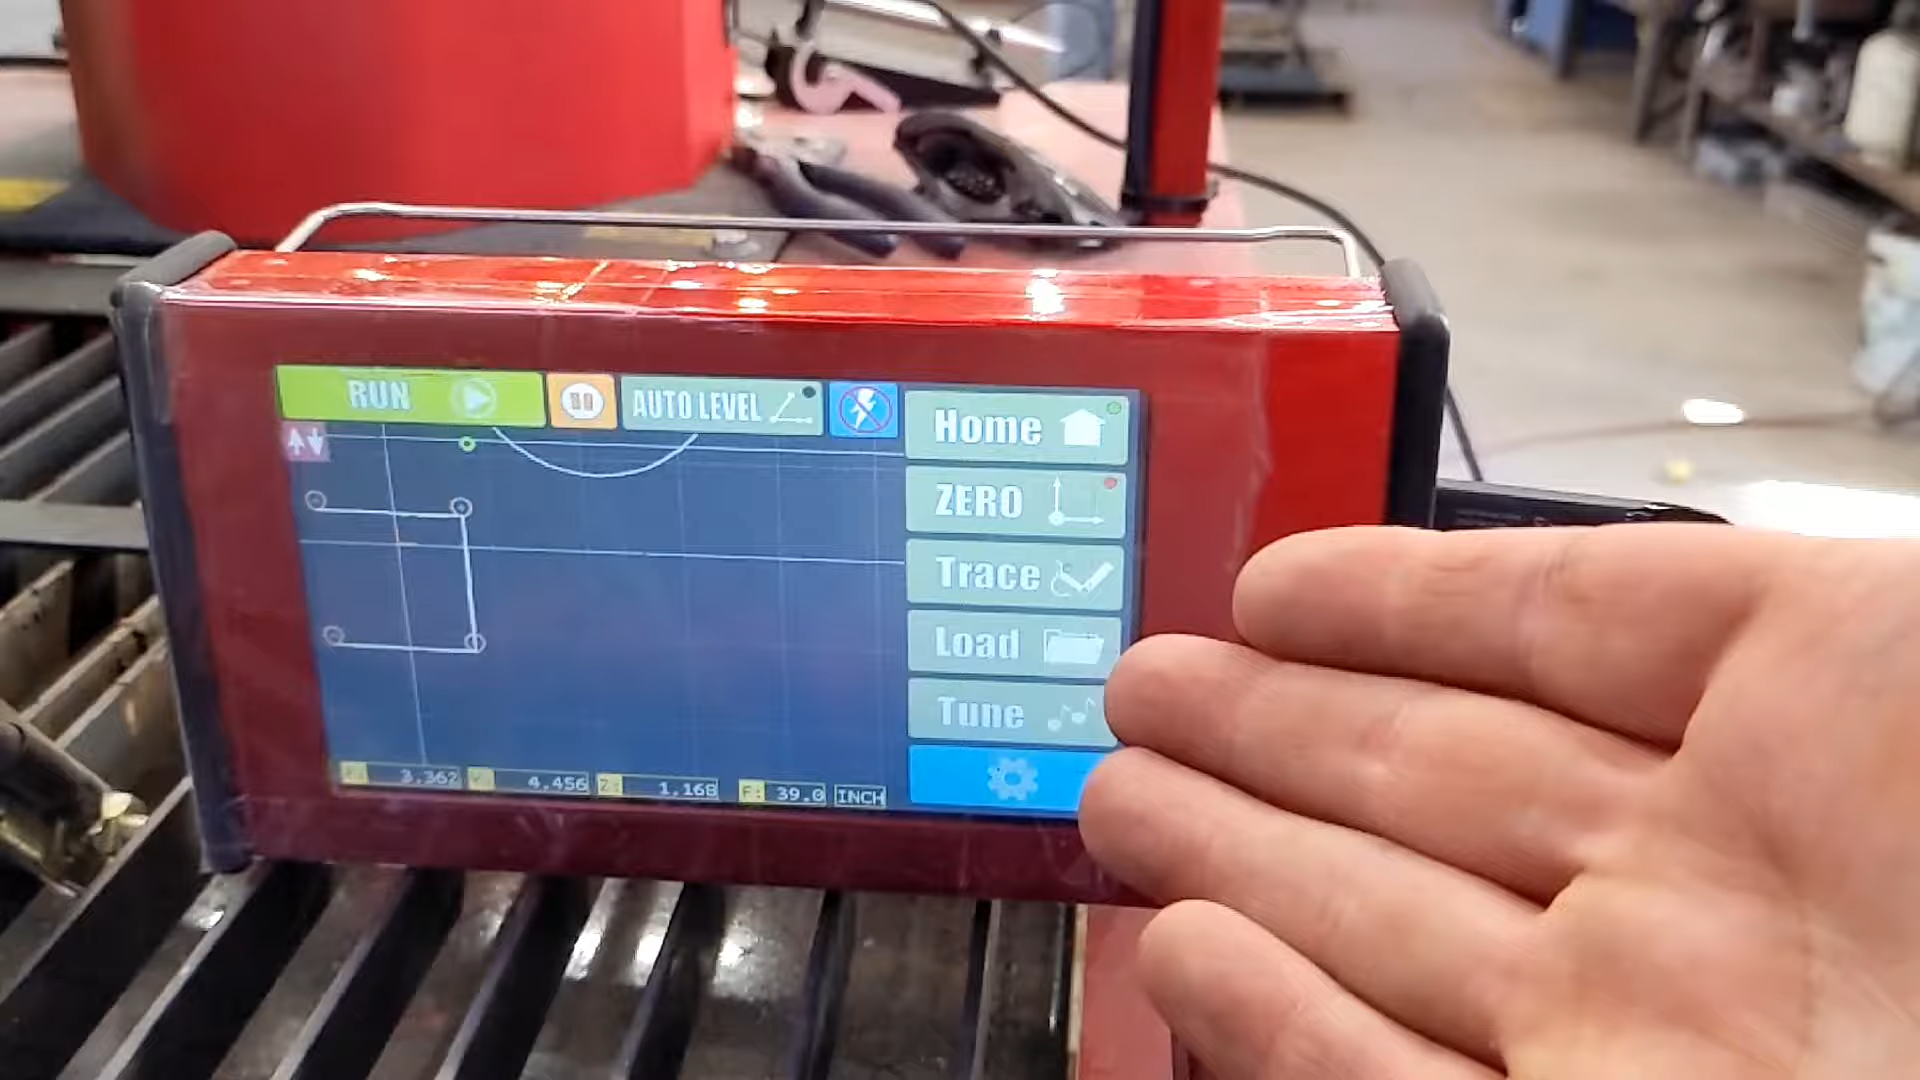 RUN
AUTO LEVEL
Home
ZERO
Trace
Load
Tune
3.362
4.456
Z: 1.168
F: 39.0 INCH